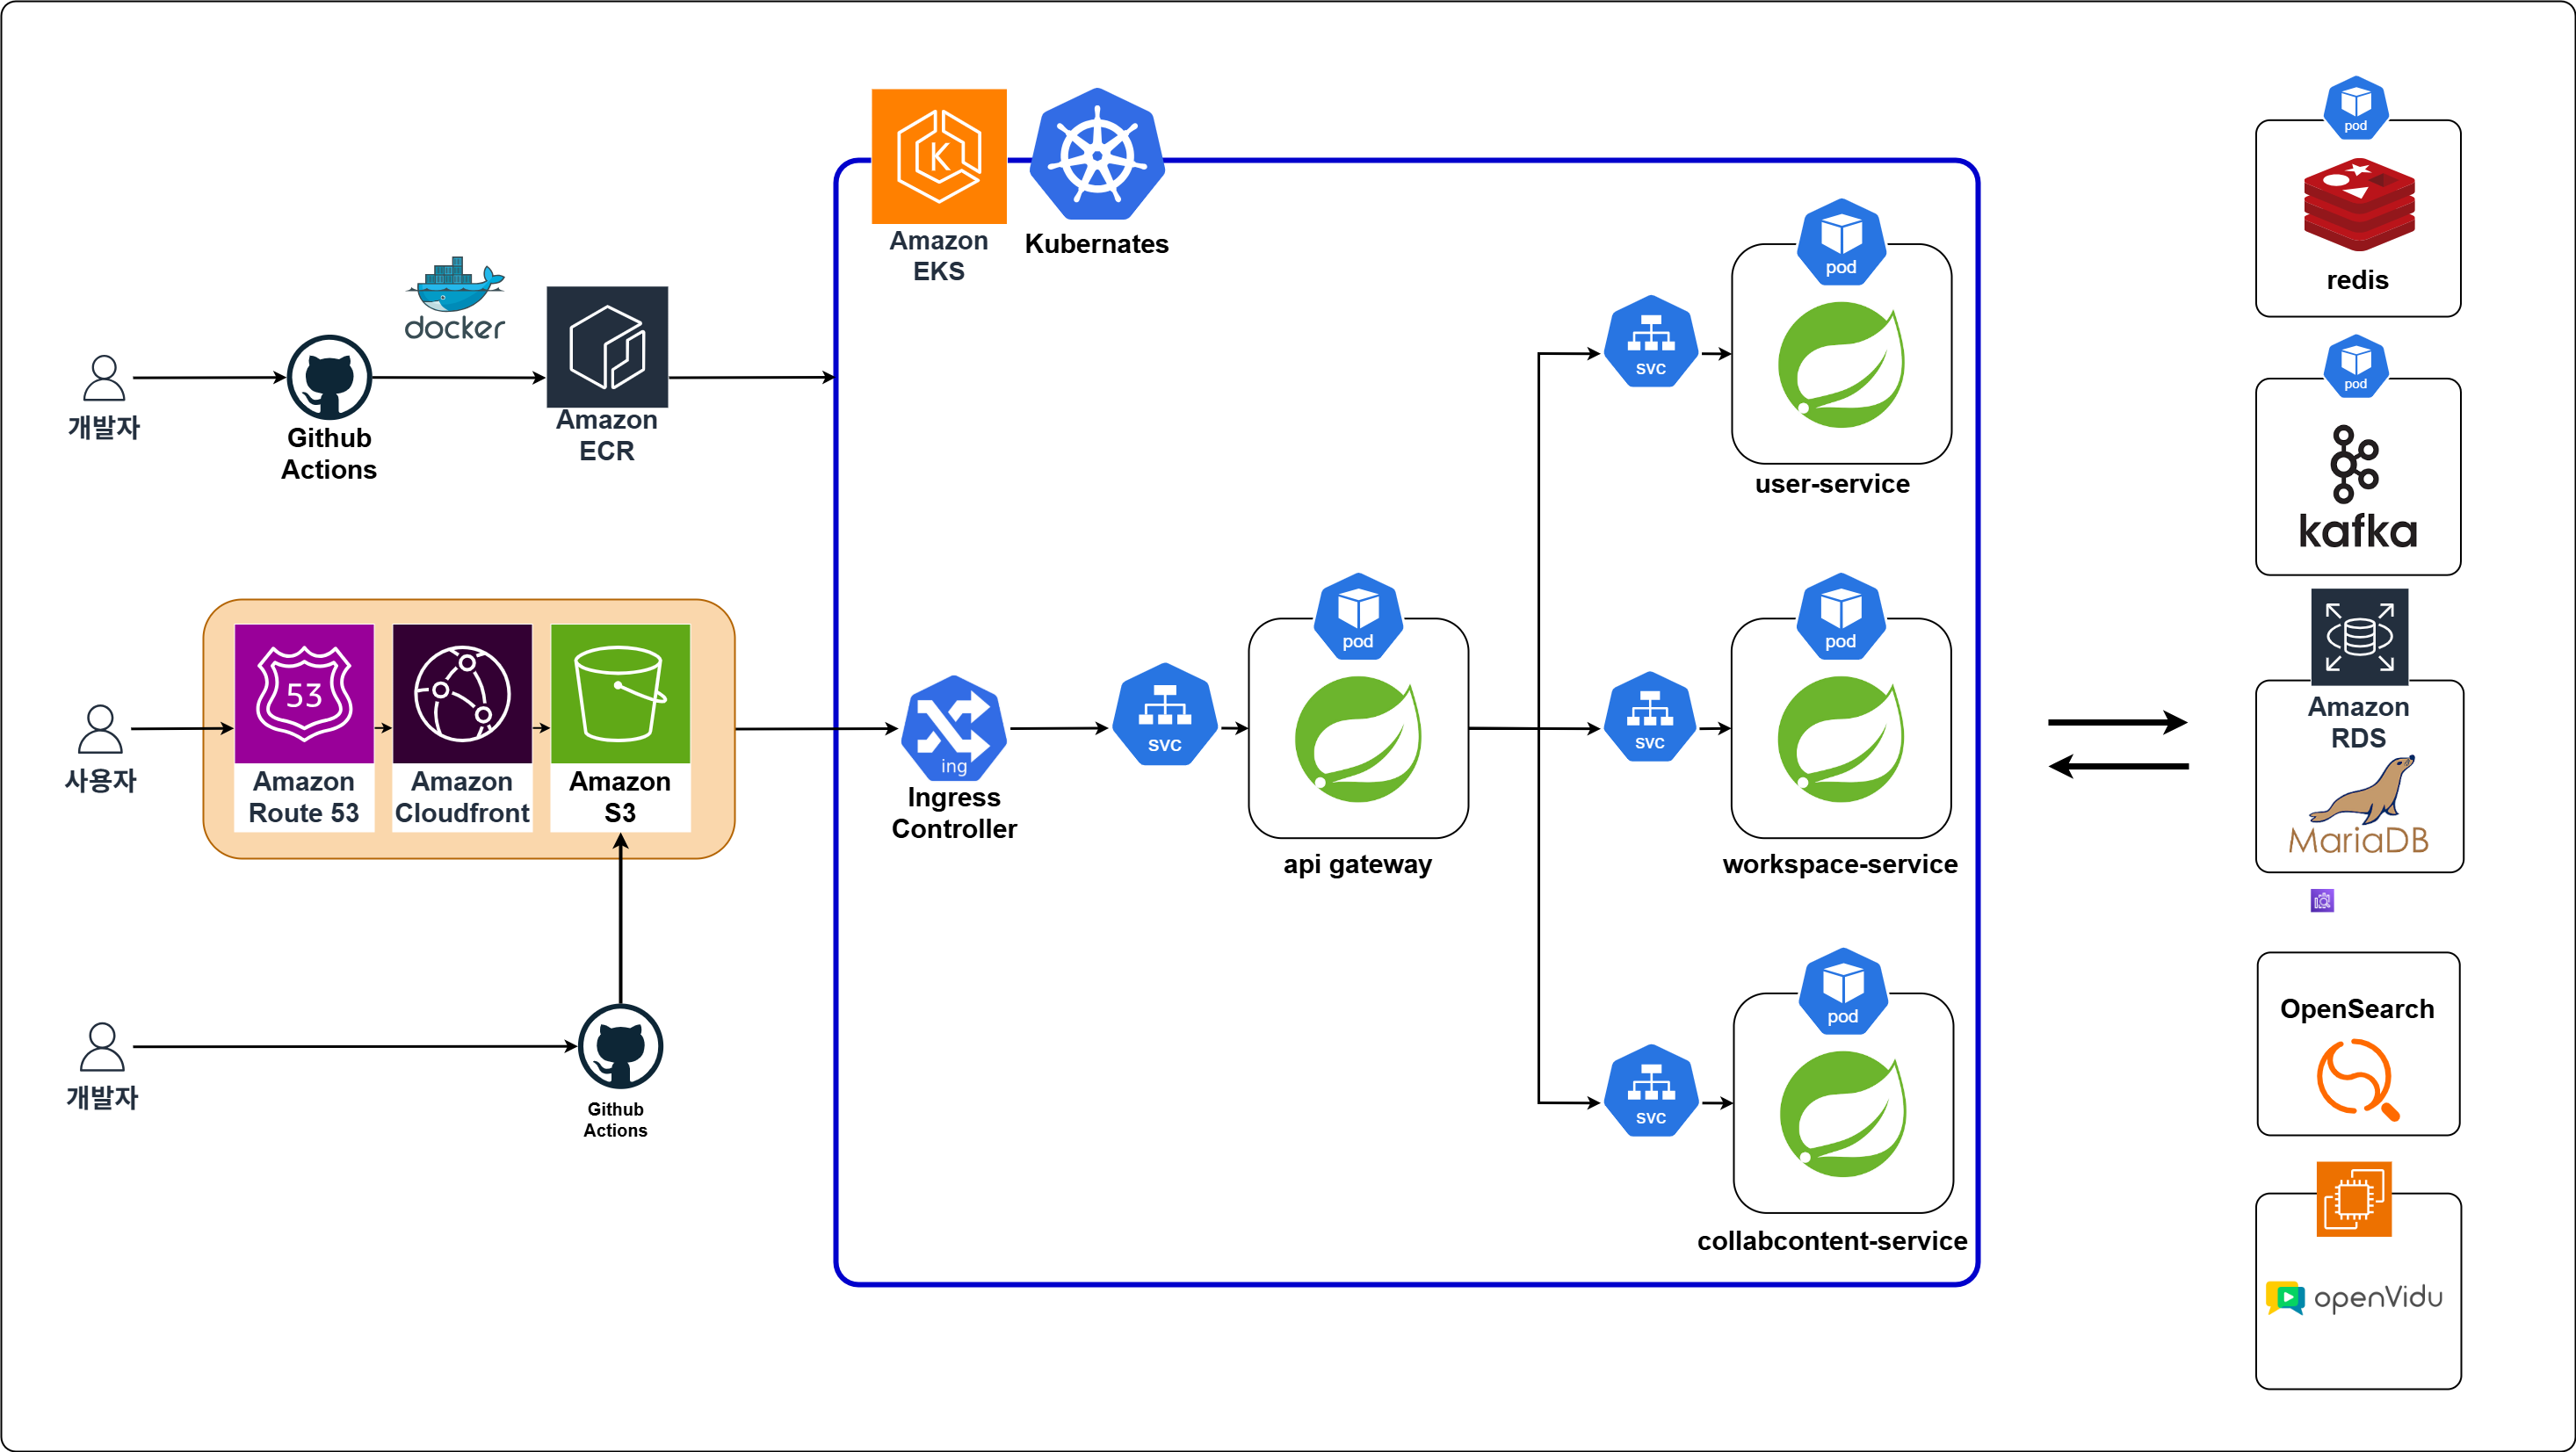 Amazon
EKS
Kubernates
docker
개발자
Github
Actions
Amazon
ECR
사용자
53
Amazon
Route 53
Amazon
Cloudfront
Amazon
S3
개발자
Github
Actions
ing
Ingress
Controller
svc
pod
api gateway
svc
pod
user-service
svc
pod
workspace-service
svc
pod
collabcontent-service
pod
redis
pod
kafka
Amazon
RDS
MariaDB
OpenSearch
openVidu